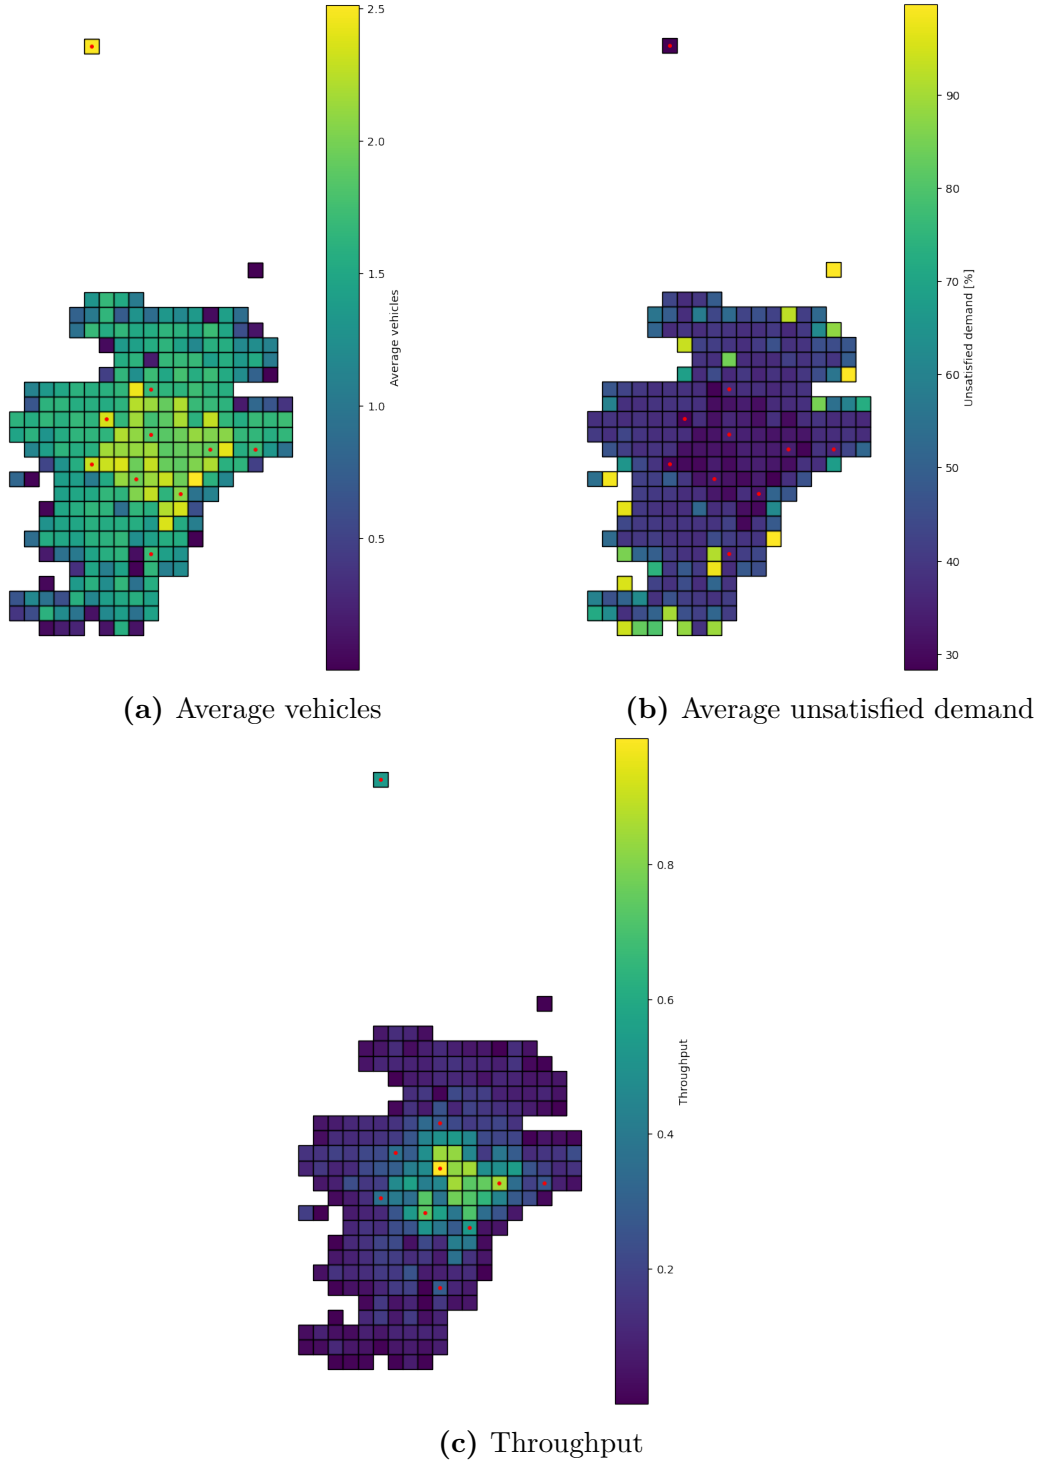 2.5
2.0
1.5
1.0
0.5
Average vehicles
90
80
70
60
50
40
30
Unsatisfied demand [%]
(a) Average vehicles
(b) Average unsatisfied demand
0.8
0.6
0.4
0.2
Throughput
(c) Throughput